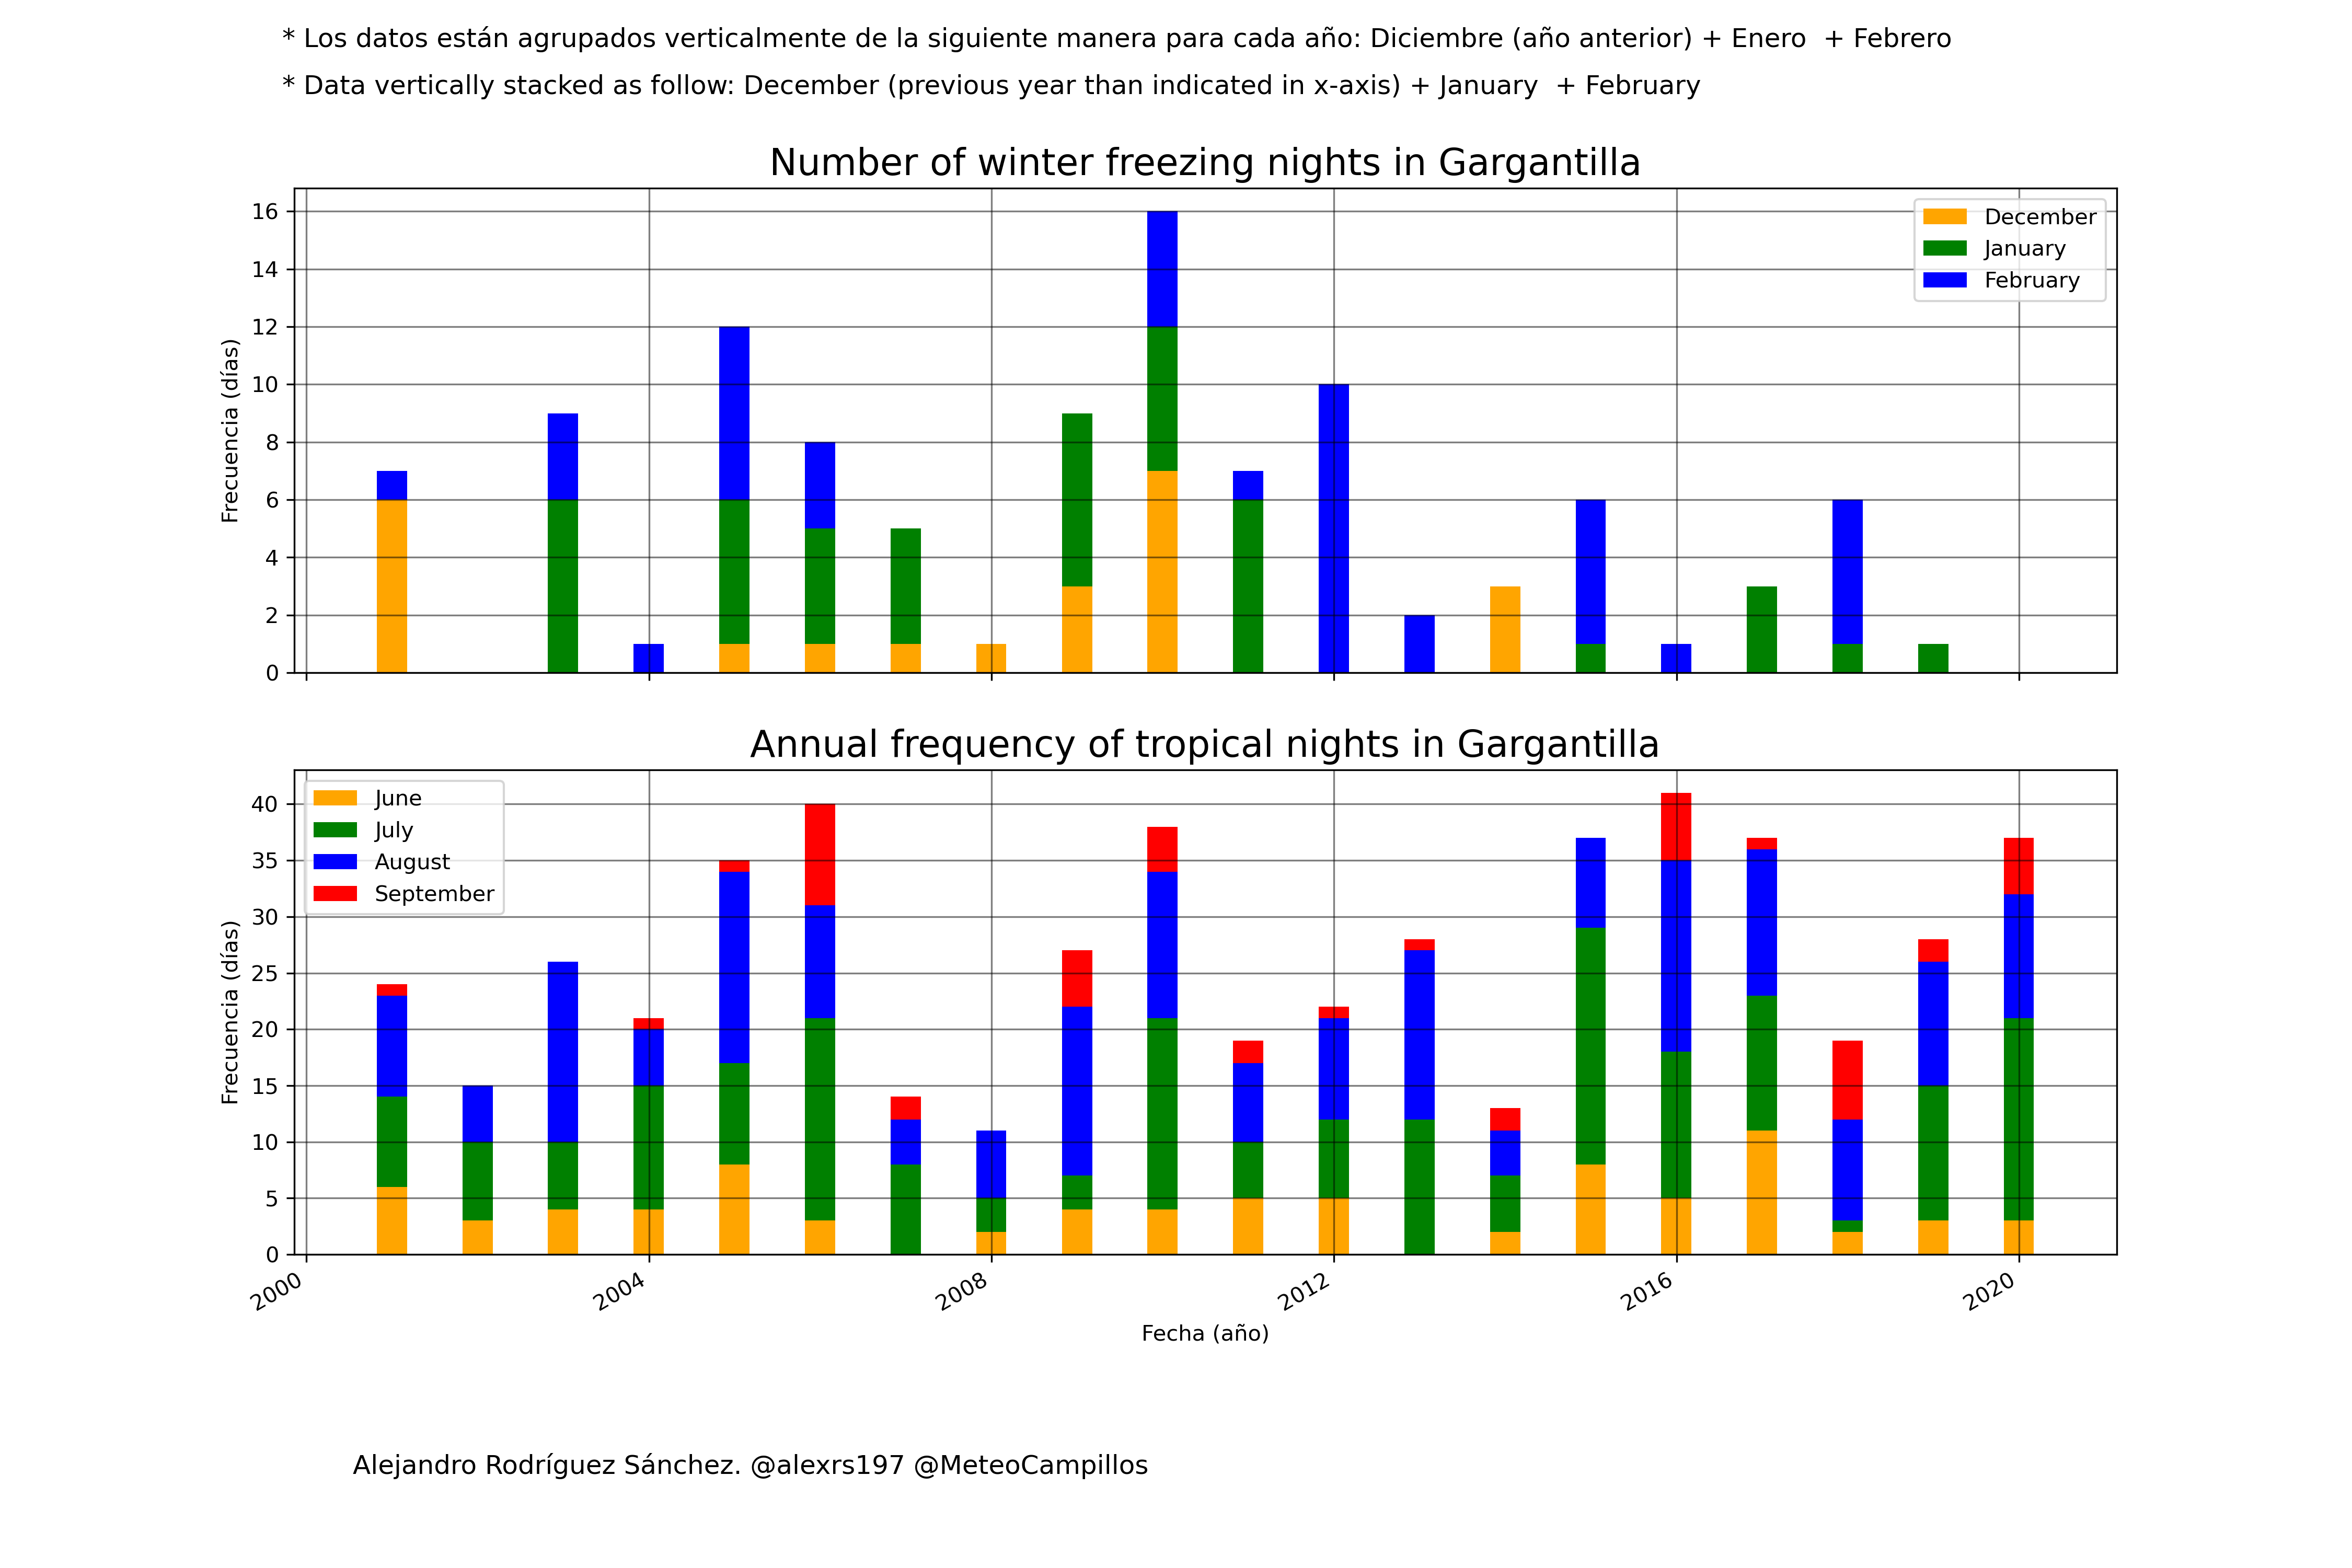 * Los datos están agrupados verticalmente de la siguiente manera para cada año: Diciembre (año anterior) + Enero  + Febrero
* Data vertically stacked as follow: December (previous year than indicated in x-axis) + January  + February
Number of winter freezing nights in Gargantilla
16
14
12
10
8
6
4
2
0
Frecuencia (días)
December
January
February
Annual frequency of tropical nights in Gargantilla
40
35
30
25
20
15
10
5
0
Frecuencia (días)
June
July
August
September
2000
2004
2008
2012
2016
2020
Fecha (año)
Alejandro Rodríguez Sánchez. @alexrs197 @MeteoCampillos